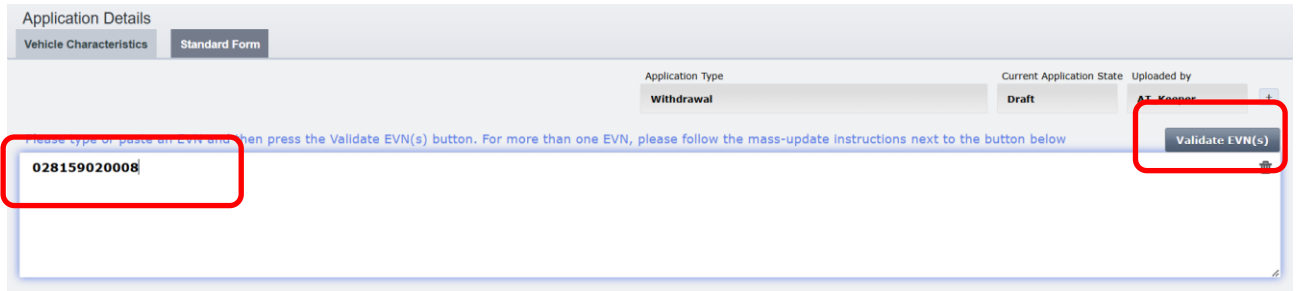 Application Details
Vehicle Characteristics Standard Form
Application Type Current Application State Uploaded by
Withdrawal Draft AT_Keeper +
Please type or paste an EVN and then press the Validate EVN(s) button. For more than one EVN, please follow the mass-update instructions next to the button below Validate EVN(s)
028159020008